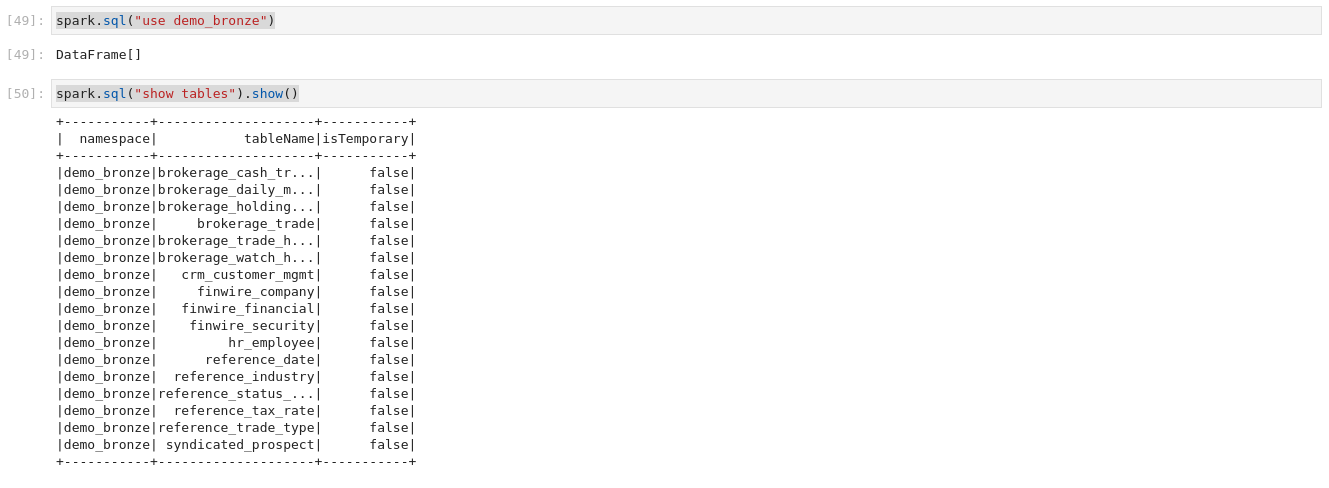 [49]: spark.sql("use demo_bronze")
[49]: DataFrame[]
[50]: spark.sql("show tables").show()
+-----------+--------------------+-----------+
|  namespace|           tableName|isTemporary|
+-----------+--------------------+-----------+
|demo_bronze|brokerage_cash_tr...|      false|
|demo_bronze|brokerage_daily_m...|      false|
|demo_bronze|brokerage_holding...|      false|
|demo_bronze|     brokerage_trade|      false|
|demo_bronze|brokerage_trade_h...|      false|
|demo_bronze|brokerage_watch_h...|      false|
|demo_bronze|   crm_customer_mgmt|      false|
|demo_bronze|     finwire_company|      false|
|demo_bronze|   finwire_financial|      false|
|demo_bronze|    finwire_security|      false|
|demo_bronze|         hr_employee|      false|
|demo_bronze|      reference_date|      false|
|demo_bronze|  reference_industry|      false|
|demo_bronze|reference_status_...|      false|
|demo_bronze|  reference_tax_rate|      false|
|demo_bronze|reference_trade_type|      false|
|demo_bronze| syndicated_prospect|      false|
+-----------+--------------------+-----------+